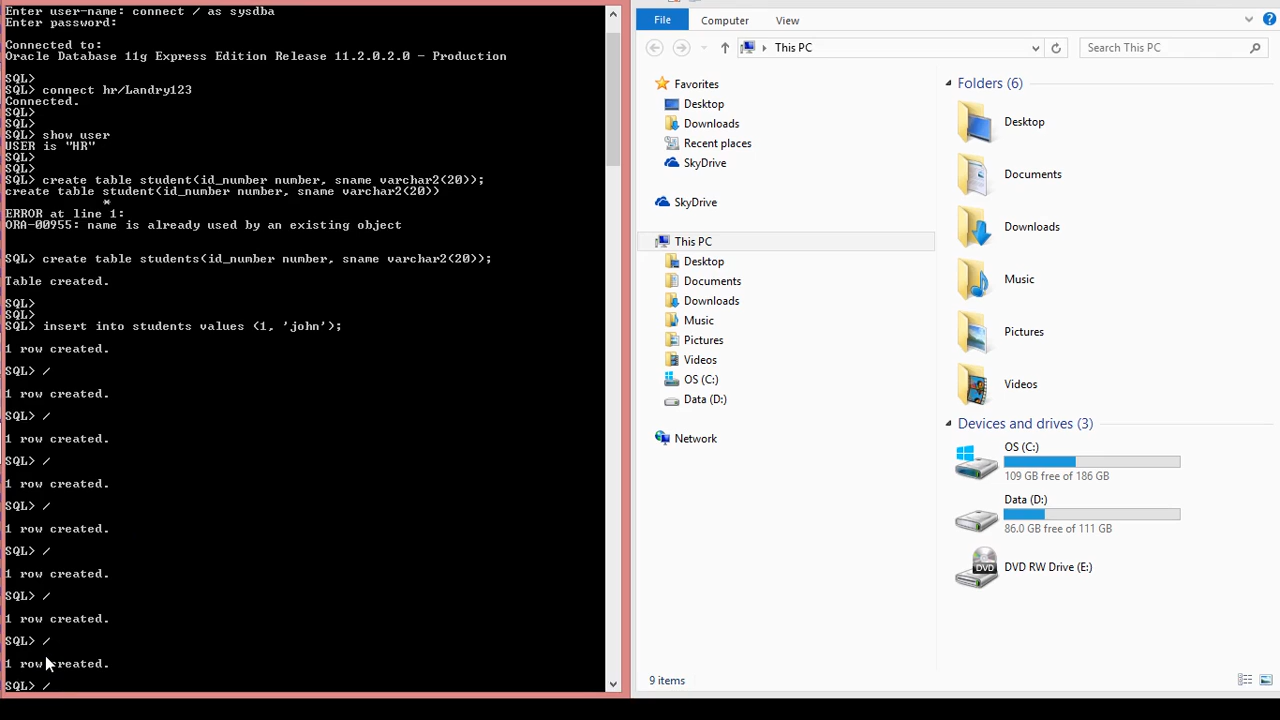 Enter user-name: connect / as sysdba
Enter password:
Connected to:
Oracle Database 11g Express Edition Release 11.2.0.2.0 - Production
SQL>
SQL> connect hr/Landry123
Connected.
SQL>
SQL>
SQL> show user
USER is "HR"
SQL>
SQL>
SQL> create table student(id_number number, sname varchar2(20));
create table student(id_number number, sname varchar2(20))
*
ERROR at line 1:
ORA-00955: name is already used by an existing object
SQL> create table students(id_number number, sname varchar2(20));
Table created.
SQL>
SQL>
SQL> insert into students values (1, 'john');
1 row created.
SQL> /
1 row created.
SQL> /
1 row created.
SQL> /
1 row created.
SQL> /
1 row created.
SQL> /
1 row created.
SQL> /
1 row created.
SQL> /
1 row created.
SQL> /
File
Computer
View
This PC
Search This PC
Favorites
Desktop
Downloads
Recent places
SkyDrive
SkyDrive
This PC
Desktop
Documents
Downloads
Music
Pictures
Videos
OS (C:)
Data (D:)
Network
Folders (6)
Desktop
Documents
Downloads
Music
Pictures
Videos
Devices and drives (3)
OS (C:)
109 GB free of 186 GB
Data (D:)
86.0 GB free of 111 GB
DVD
DVD RW Drive (E:)
9 items